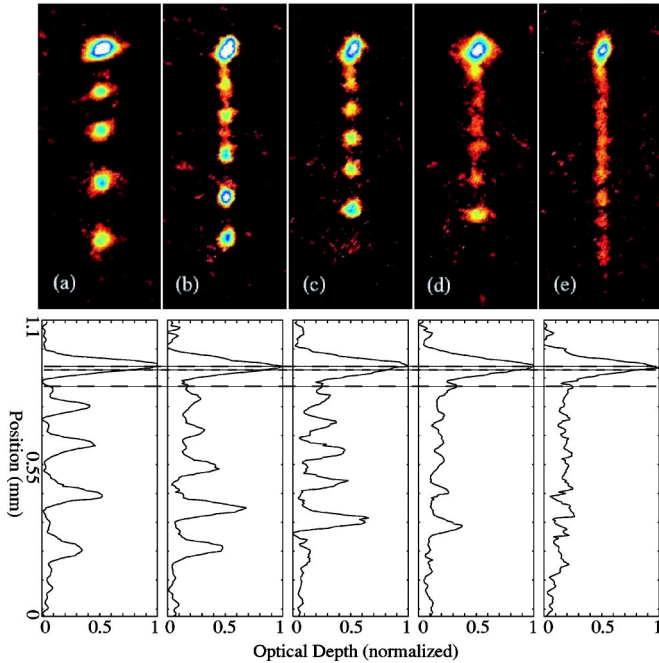 (a) (b) (c) (d) (e)
1.1
0.5
0
Position (mm)
0 0.5 1 0 0.5 1 0 0.5 1 0 0.5 1 0 0.5 1
Optical Depth (normalized)